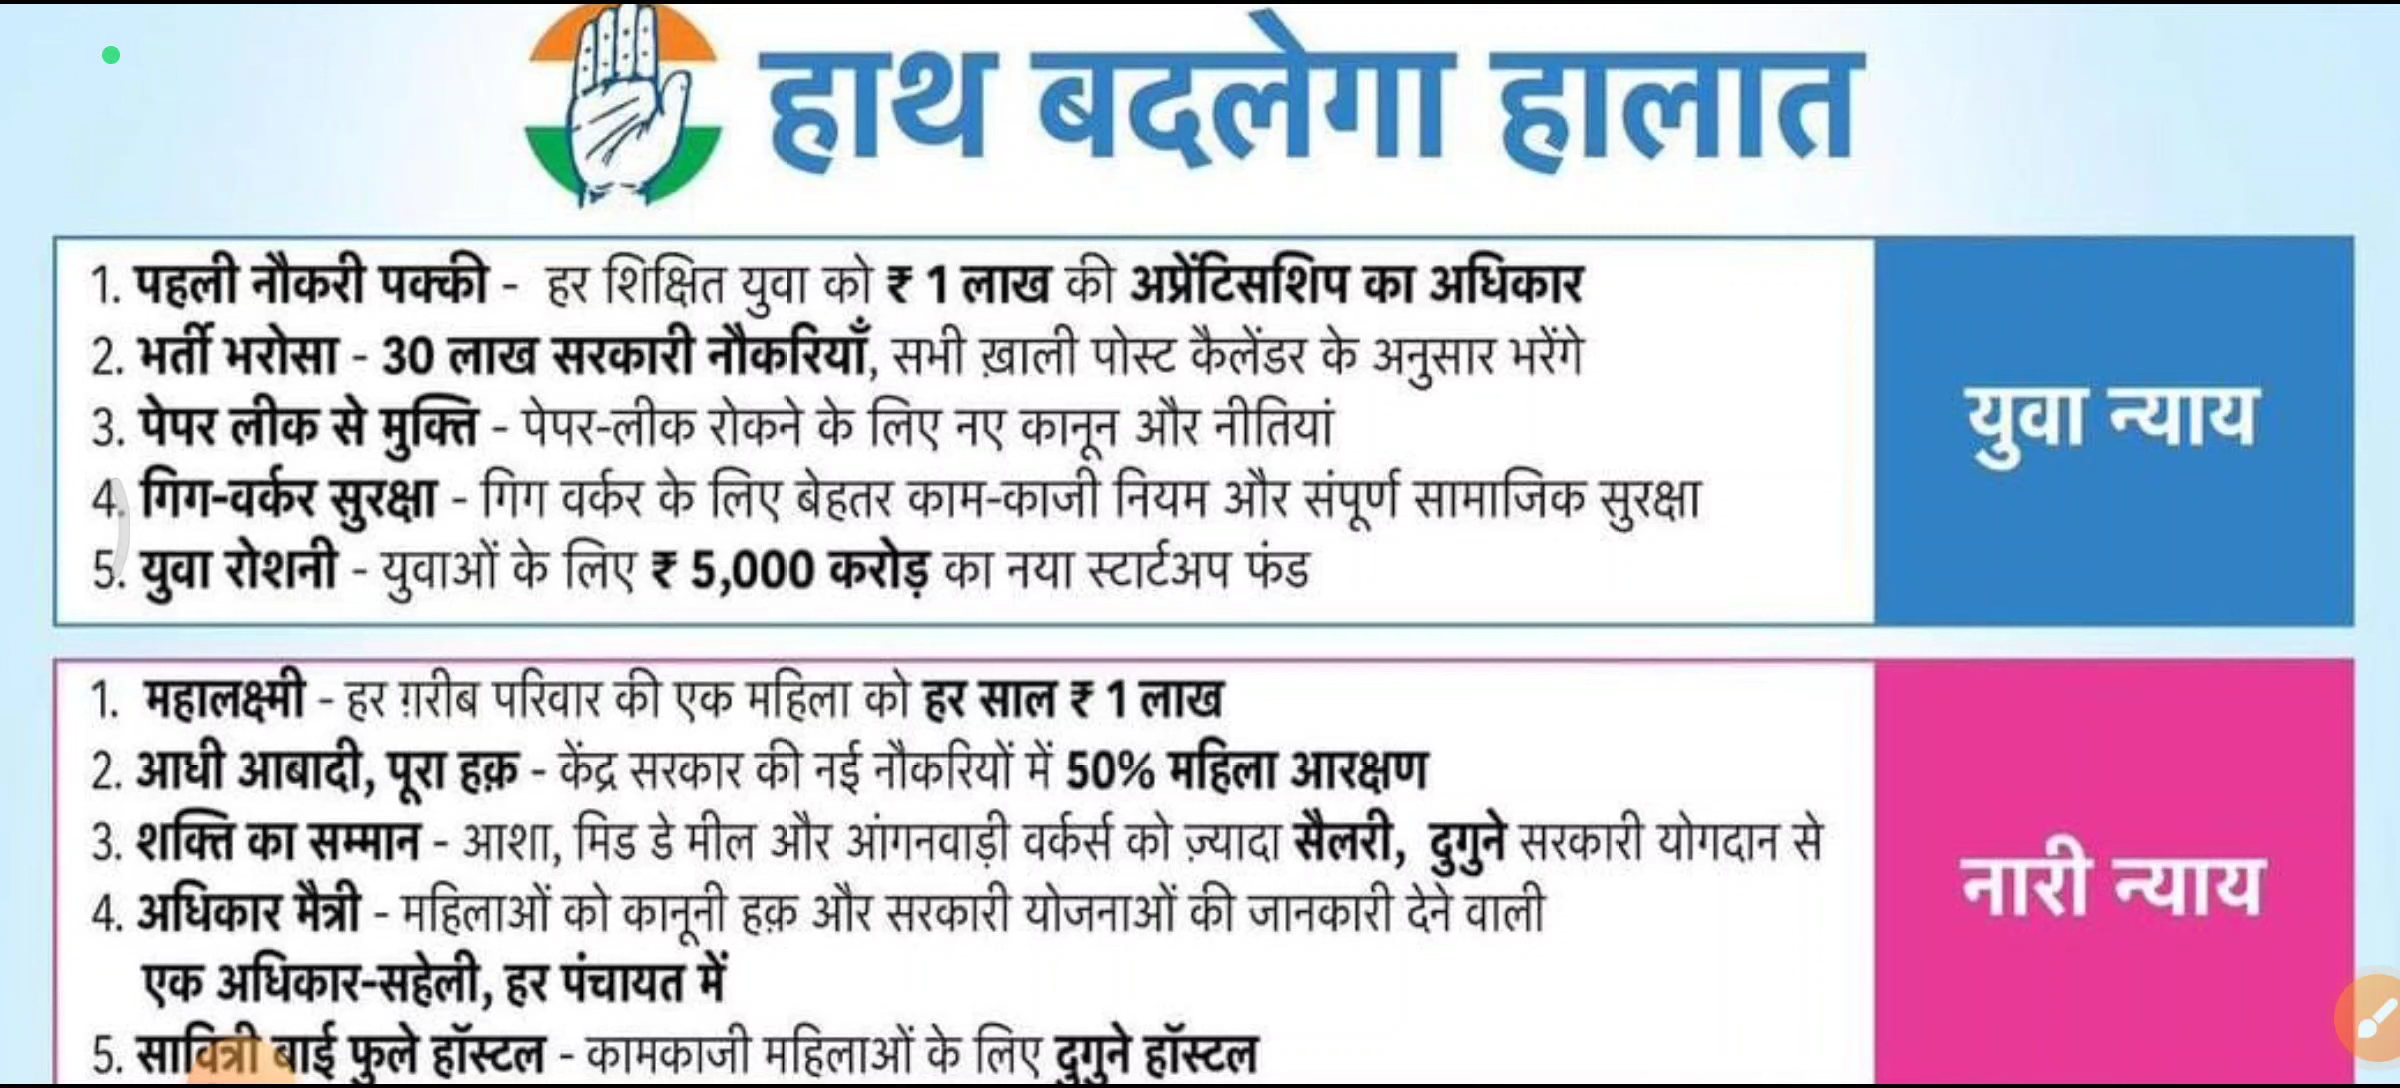 हाथ बदलेगा हालात
1. पहली नौकरी पक्की - हर शिक्षित युवा को ₹ 1 लाख की अप्रेंटिसशिप का अधिकार
2. भर्ती भरोसा - 30 लाख सरकारी नौकरियाँ, सभी ख़ाली पोस्ट कैलेंडर के अनुसार भरेंगे
3. पेपर लीक से मुक्ति - पेपर-लीक रोकने के लिए नए कानून और नीतियां
4. गिग-वर्कर सुरक्षा - गिग वर्कर के लिए बेहतर काम-काजी नियम और संपूर्ण सामाजिक सुरक्षा
5. युवा रोशनी - युवाओं के लिए ₹ 5,000 करोड़ का नया स्टार्टअप फंड
युवा न्याय
1. महालक्ष्मी - हर ग़रीब परिवार की एक महिला को हर साल ₹ 1 लाख
2. आधी आबादी, पूरा हक़ - केंद्र सरकार की नई नौकरियों में 50% महिला आरक्षण
3. शक्ति का सम्मान - आशा, मिड डे मील और आंगनवाड़ी वर्कर्स को ज़्यादा सैलरी, दुगुने सरकारी योगदान से
4. अधिकार मैत्री - महिलाओं को कानूनी हक़ और सरकारी योजनाओं की जानकारी देने वाली
एक अधिकार-सहेली, हर पंचायत में
5. सावित्री बाई फुले हॉस्टल - कामकाजी महिलाओं के लिए दुगुने हॉस्टल
नारी न्याय